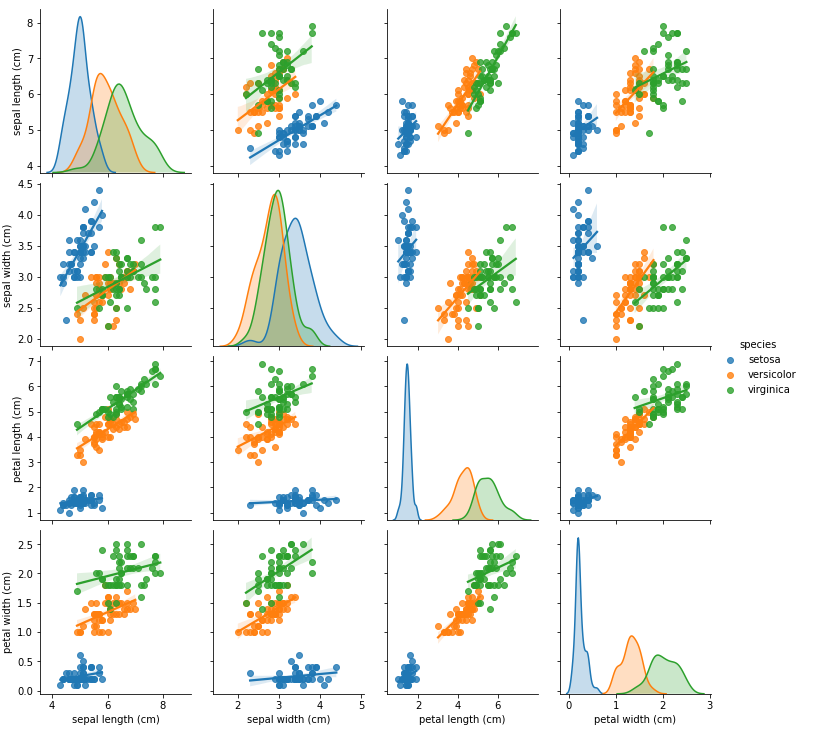 sepal length (cm)
8
7
6
5
4
sepal width (cm)
4.5
4.0
3.5
3.0
2.5
2.0
species
setosa
versicolor
virginica
petal length (cm)
7
6
5
4
3
2
1
petal width (cm)
2.5
2.0
1.5
1.0
0.5
0.0
4 6 8 2 3 4 2 4 6 0 1 2 3
sepal length (cm) sepal width (cm) petal length (cm) petal width (cm)